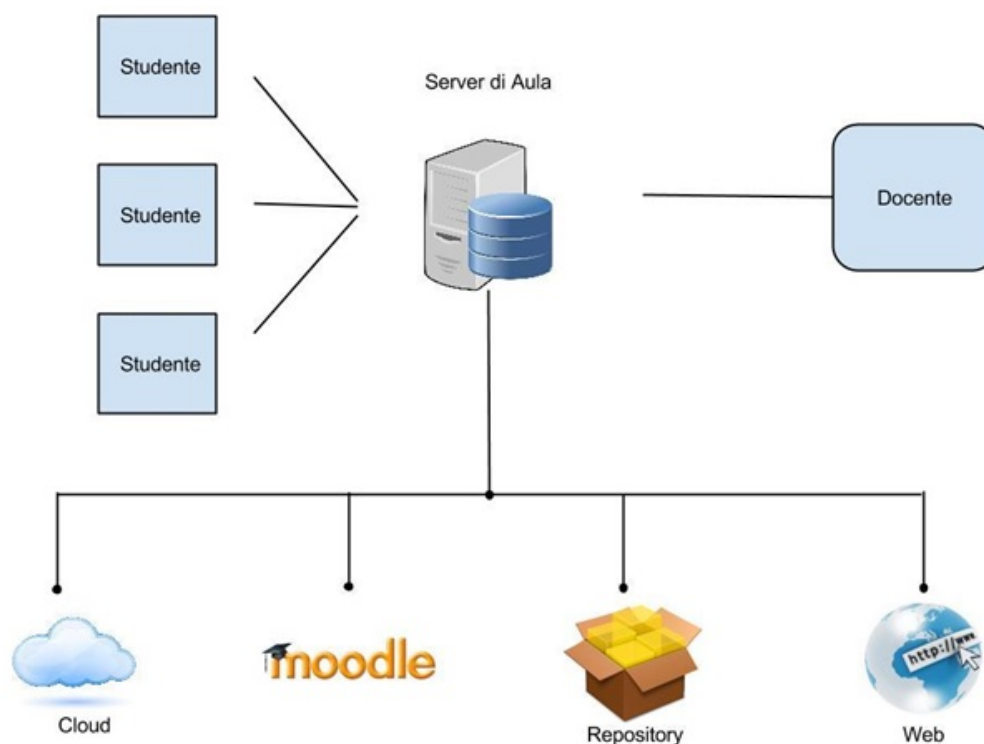 Studente
Server di Aula
Studente
Docente
Studente
Cloud
moodle
Repository
http://www
Web